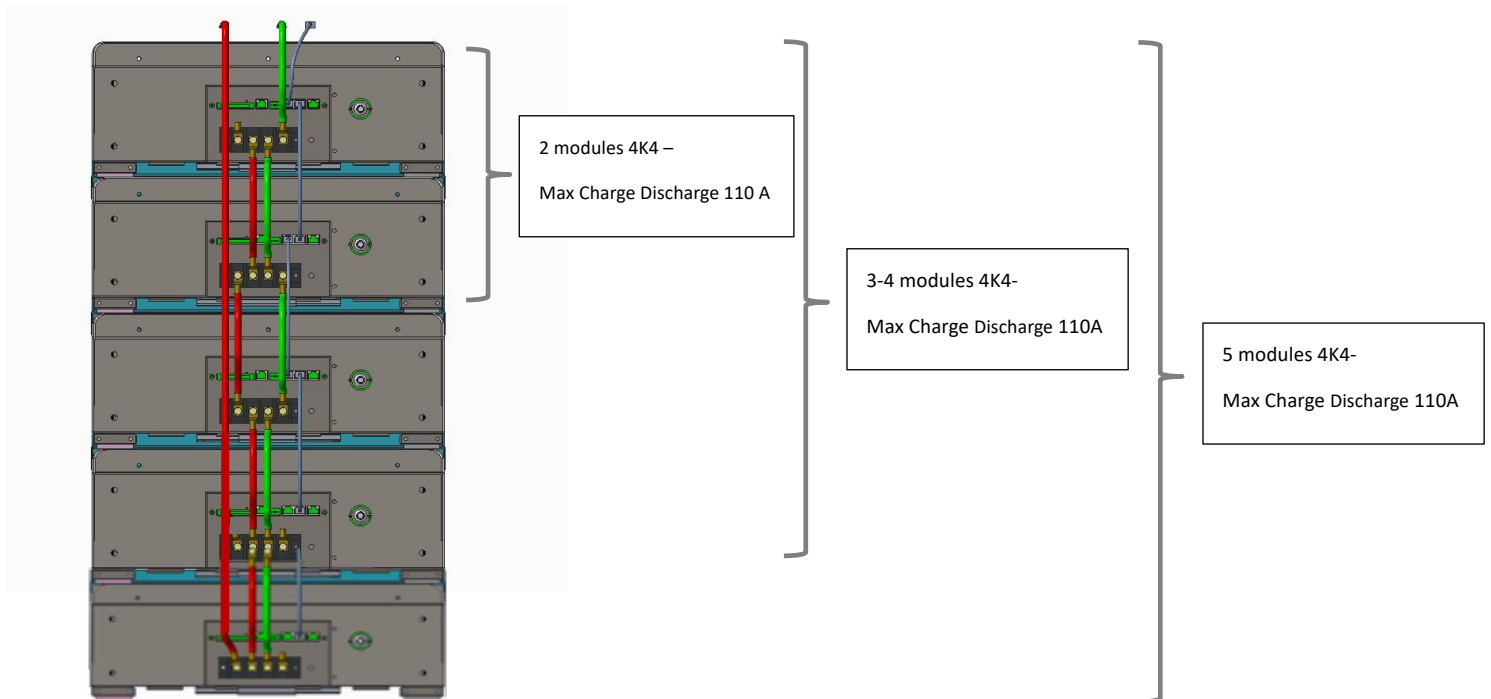 2 modules 4K4 –
Max Charge Discharge 110 A
3-4 modules 4K4-
Max Charge Discharge 110A
5 modules 4K4-
Max Charge Discharge 110A